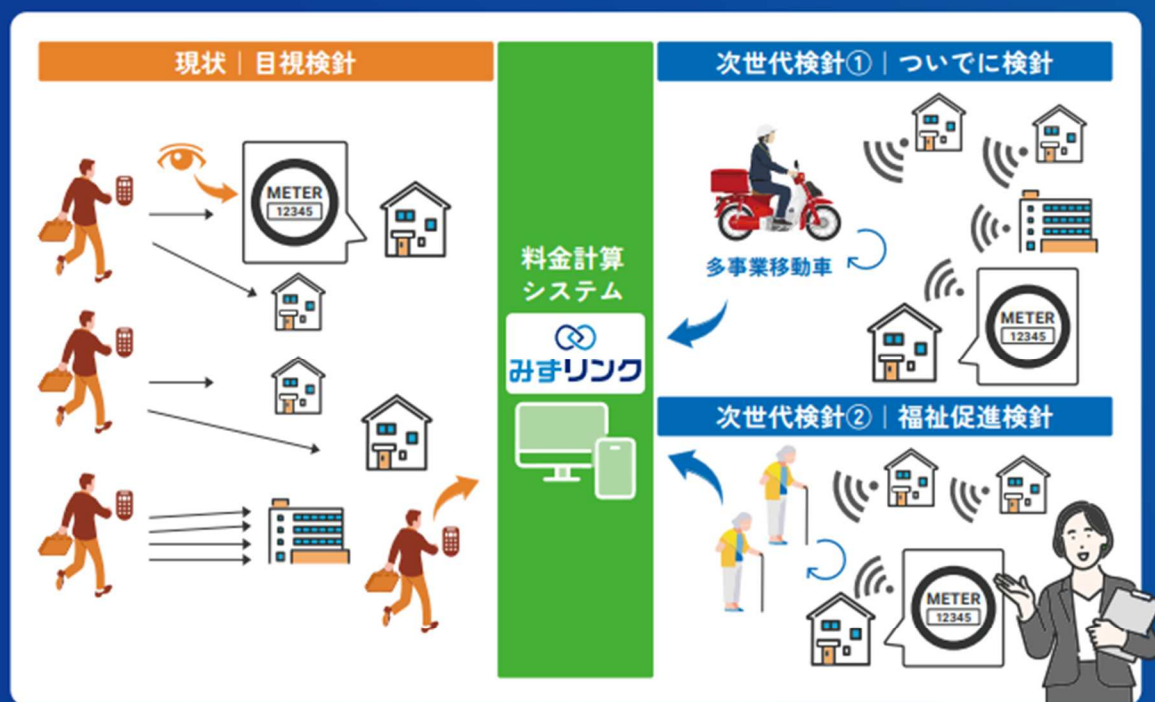 現状｜目視検針
METER
12345
料金計算
システム
みずリンク
次世代検針①｜ついでに検針
多事業移動車
METER
12345
次世代検針②｜福祉促進検針
METER
12345